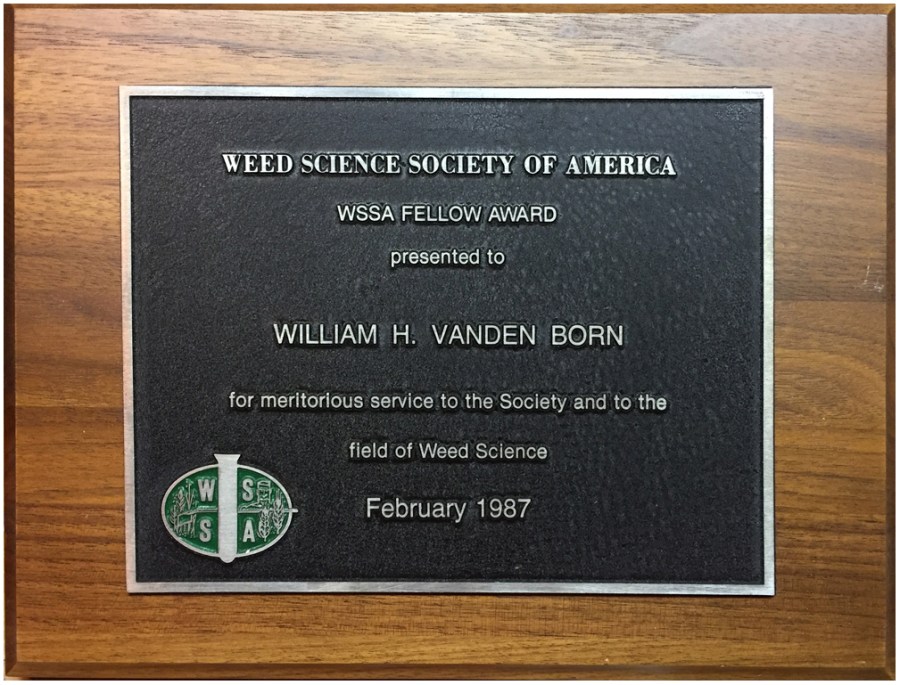 WEED SCIENCE SOCIETY OF AMERICA
WSSA FELLOW AWARD
presented to
WILLIAM H. VANDEN BORN
for meritorious service to the Society and to the
field of Weed Science
February 1987
W S
S A